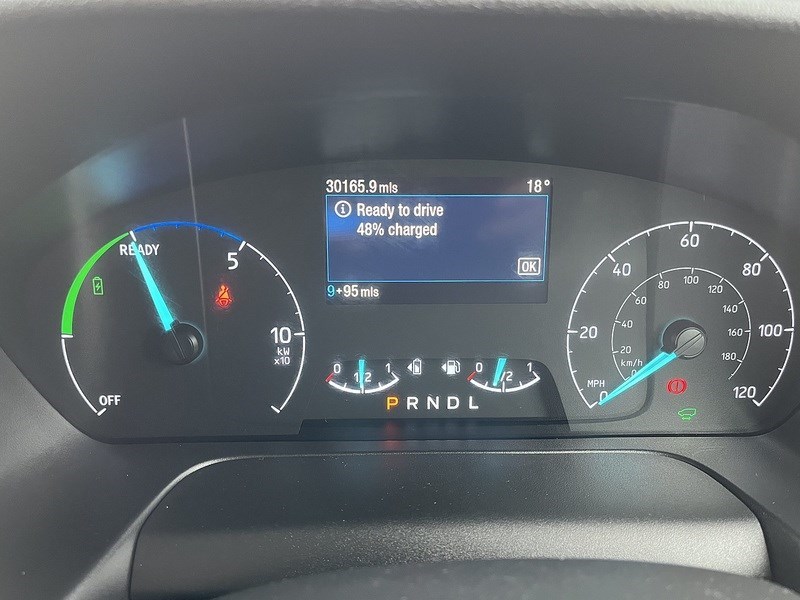 30165.9 mls 18°
Ready to drive
48% charged
OK
9+95 mls
READY
5
10
kW
x10
OFF
0 1/2 1
0 1/2 1
P R N D L
0 20 40 60 80 100 120
MPH
20 40 60 80 100 120 140 160 180
km/h